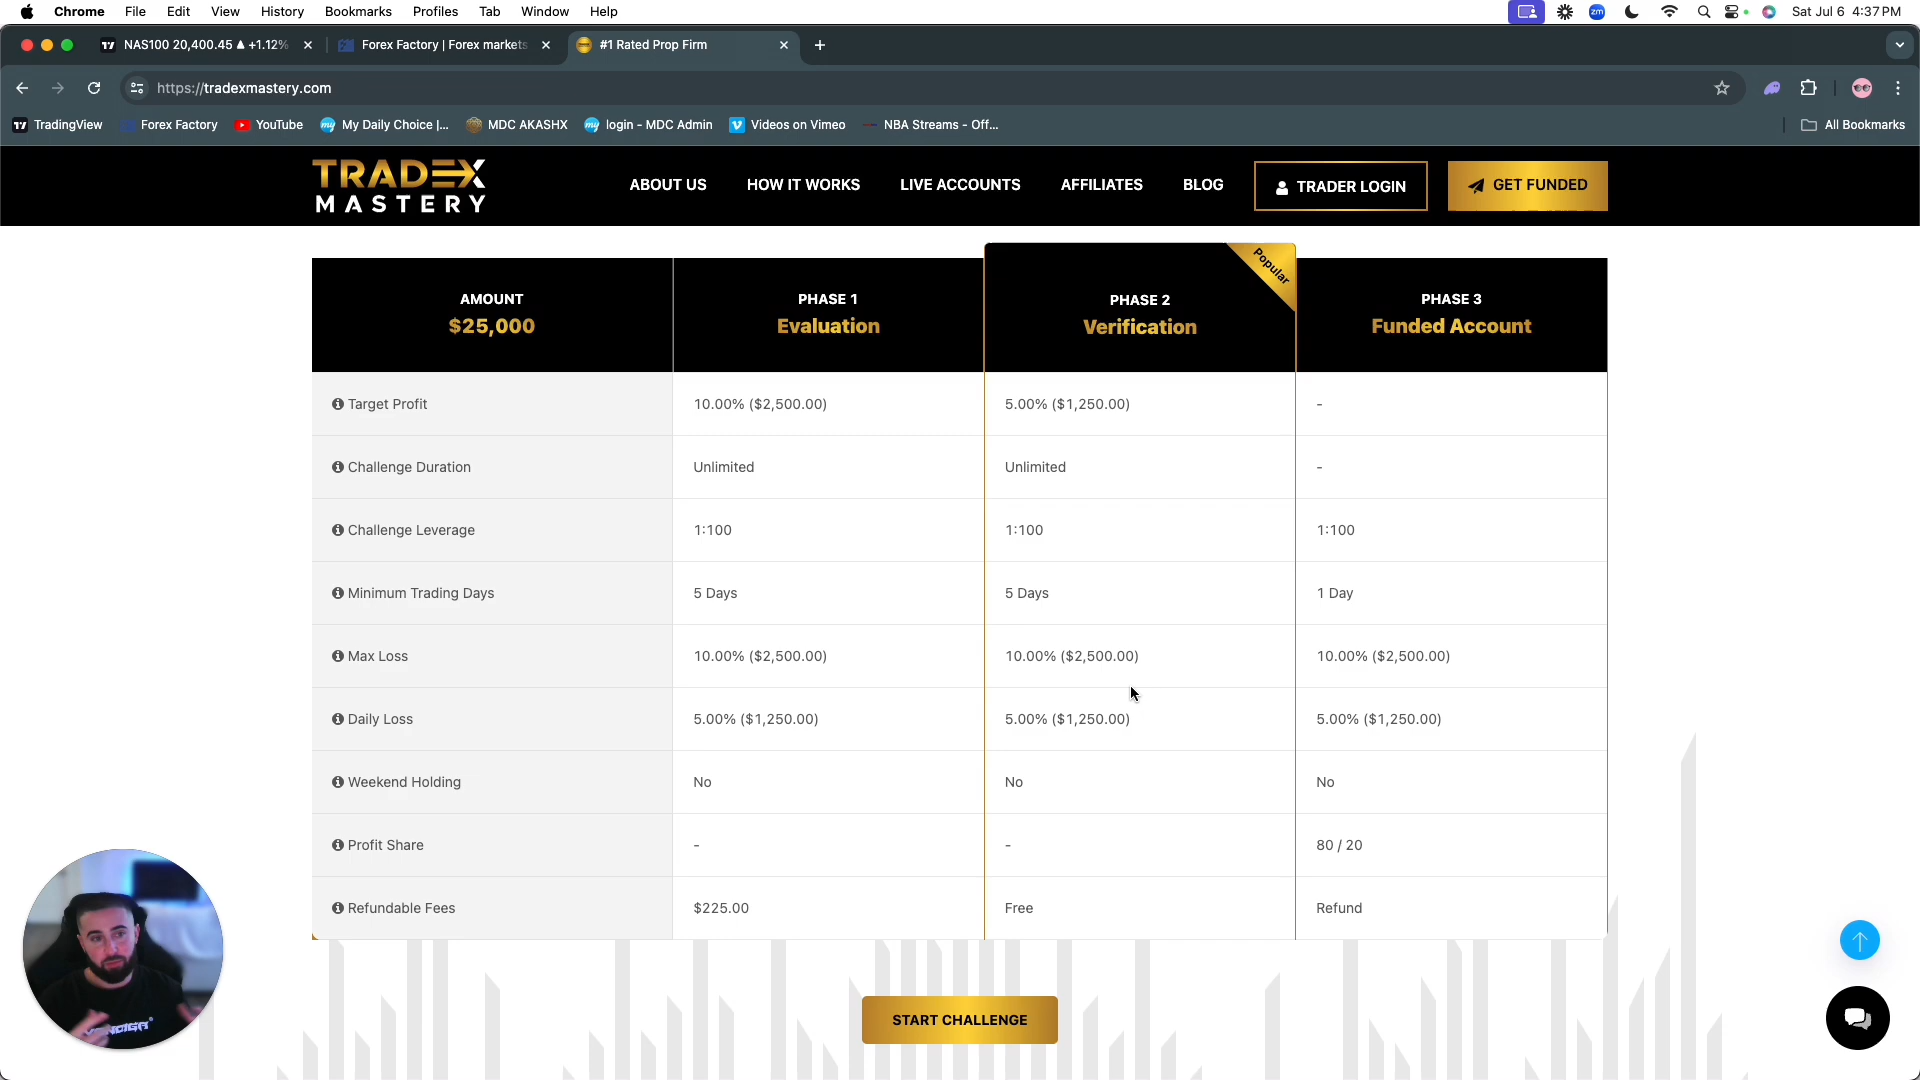 Chrome File Edit View History Bookmarks Profiles Tab Window Help zm Sat Jul 6 4:37 PM
NAS100 20,400.45 ▲ +1.12% Forex Factory | Forex markets #1 Rated Prop Firm
https://tradexmastery.com
TradingView Forex Factory YouTube My Daily Choice |... MDC AKASHX login - MDC Admin Videos on Vimeo NBA Streams - Off... All Bookmarks
TRADEX
MASTERY
ABOUT US HOW IT WORKS LIVE ACCOUNTS AFFILIATES BLOG TRADER LOGIN GET FUNDED
Popular
AMOUNT PHASE 1 PHASE 2 PHASE 3
$25,000 Evaluation Verification Funded Account
Target Profit 10.00% ($2,500.00) 5.00% ($1,250.00) -
Challenge Duration Unlimited Unlimited -
Challenge Leverage 1:100 1:100 1:100
Minimum Trading Days 5 Days 5 Days 1 Day
Max Loss 10.00% ($2,500.00) 10.00% ($2,500.00) 10.00% ($2,500.00)
Daily Loss 5.00% ($1,250.00) 5.00% ($1,250.00) 5.00% ($1,250.00)
Weekend Holding No No No
Profit Share - - 80 / 20
Refundable Fees $225.00 Free Refund
START CHALLENGE